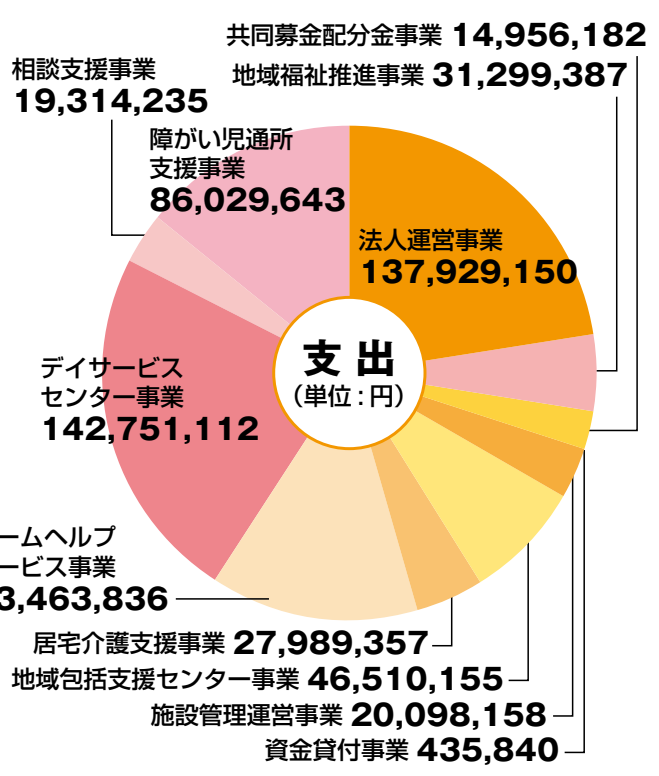 共同募金配分金事業 14,956,182
地域福祉推進事業 31,299,387
相談支援事業
19,314,235
障がい児通所
支援事業
86,029,643
法人運営事業
137,929,150
支出
(単位:円)
デイサービス
センター事業
142,751,112
ームヘルプ
ービス事業
3,463,836
居宅介護支援事業 27,989,357
地域包括支援センター事業 46,510,155
施設管理運営事業 20,098,158
資金貸付事業 435,840